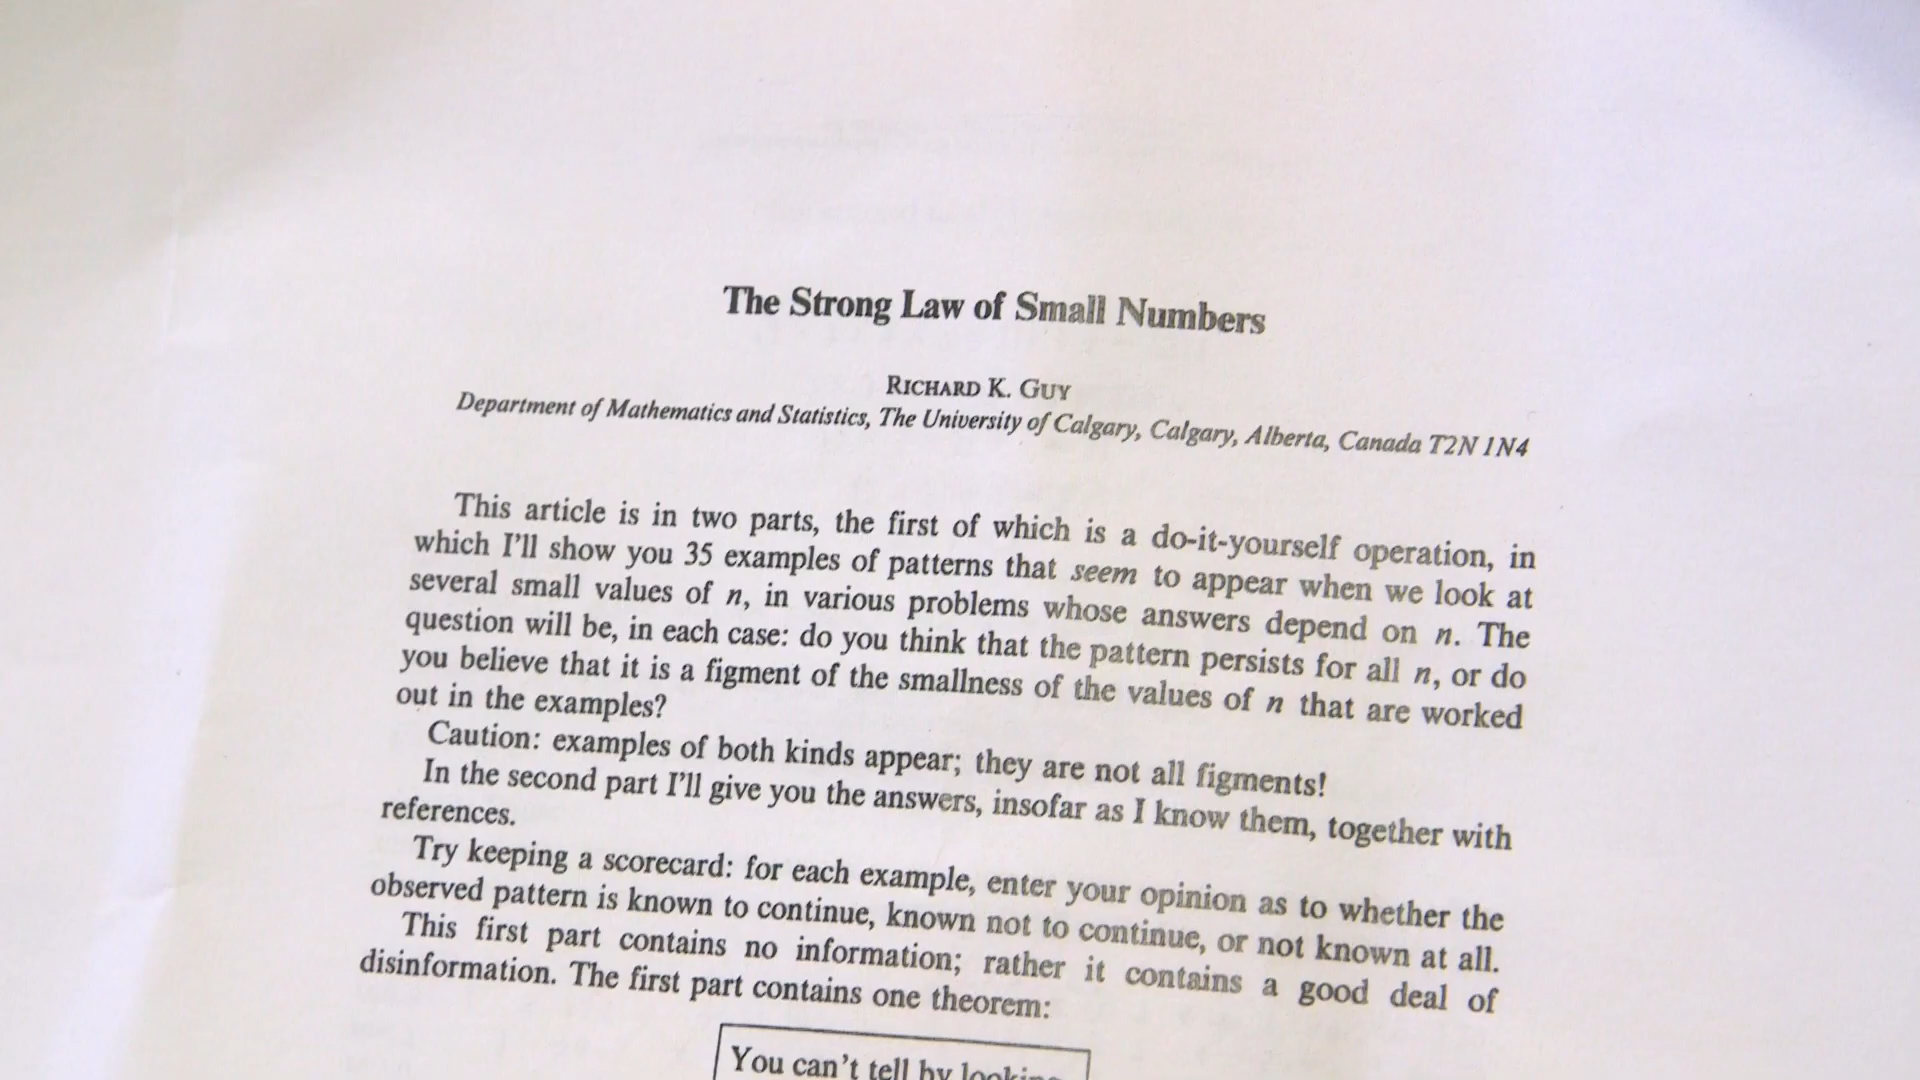 The Strong Law of Small Numbers
RICHARD K. GUY
Department of Mathematics and Statistics, The University of Calgary, Calgary, Alberta, Canada T2N 1N4
This article is in two parts, the first of which is a do-it-yourself operation, in
which I'll show you 35 examples of patterns that seem to appear when we look at
several small values of n, in various problems whose answers depend on n. The
question will be, in each case: do you think that the pattern persists for all n, or do
you believe that it is a figment of the smallness of the values of n that are worked
out in the examples?
Caution: examples of both kinds appear; they are not all figments!
In the second part I'll give you the answers, insofar as I know them, together with
references.
Try keeping a scorecard: for each example, enter your opinion as to whether the
observed pattern is known to continue, known not to continue, or not known at all.
This first part contains no information; rather it contains a good deal of
disinformation. The first part contains one theorem:
You can't tell by looking